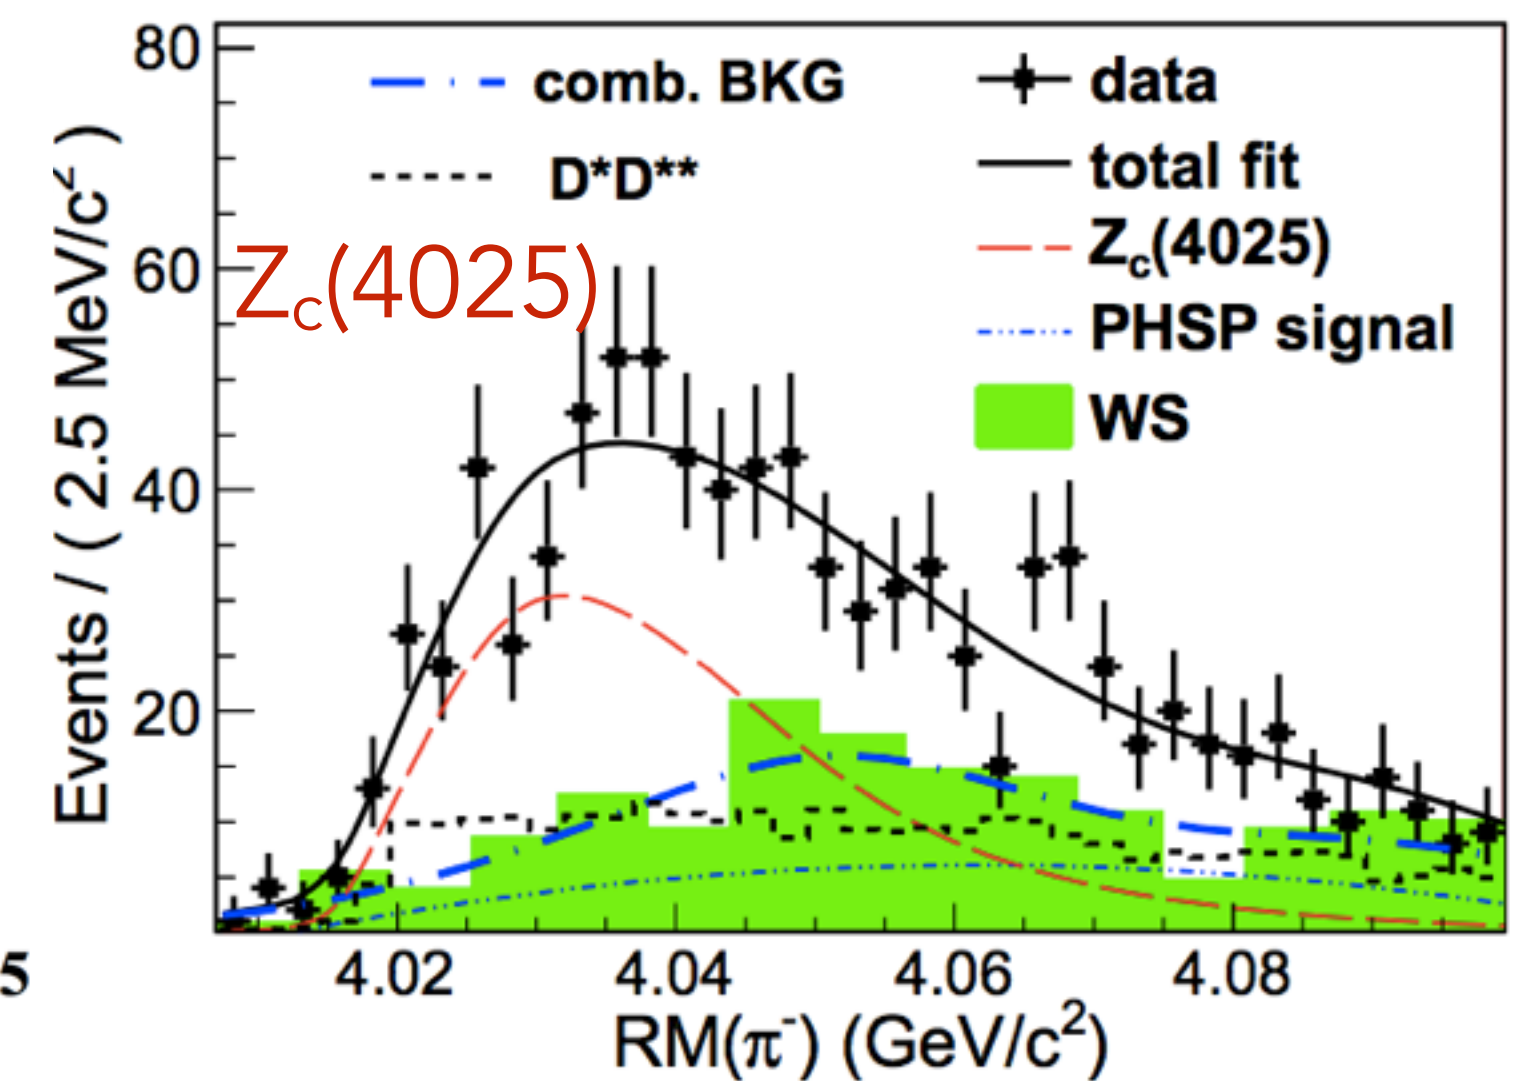 80
comb. BKG
data
D*D**
total fit
Z_c(4025)
Z_c(4025)
60
PHSP signal
WS
40
20
Events / ( 2.5 MeV/c² )
5
4.02 4.04 4.06 4.08
RM(π⁻) (GeV/c²)